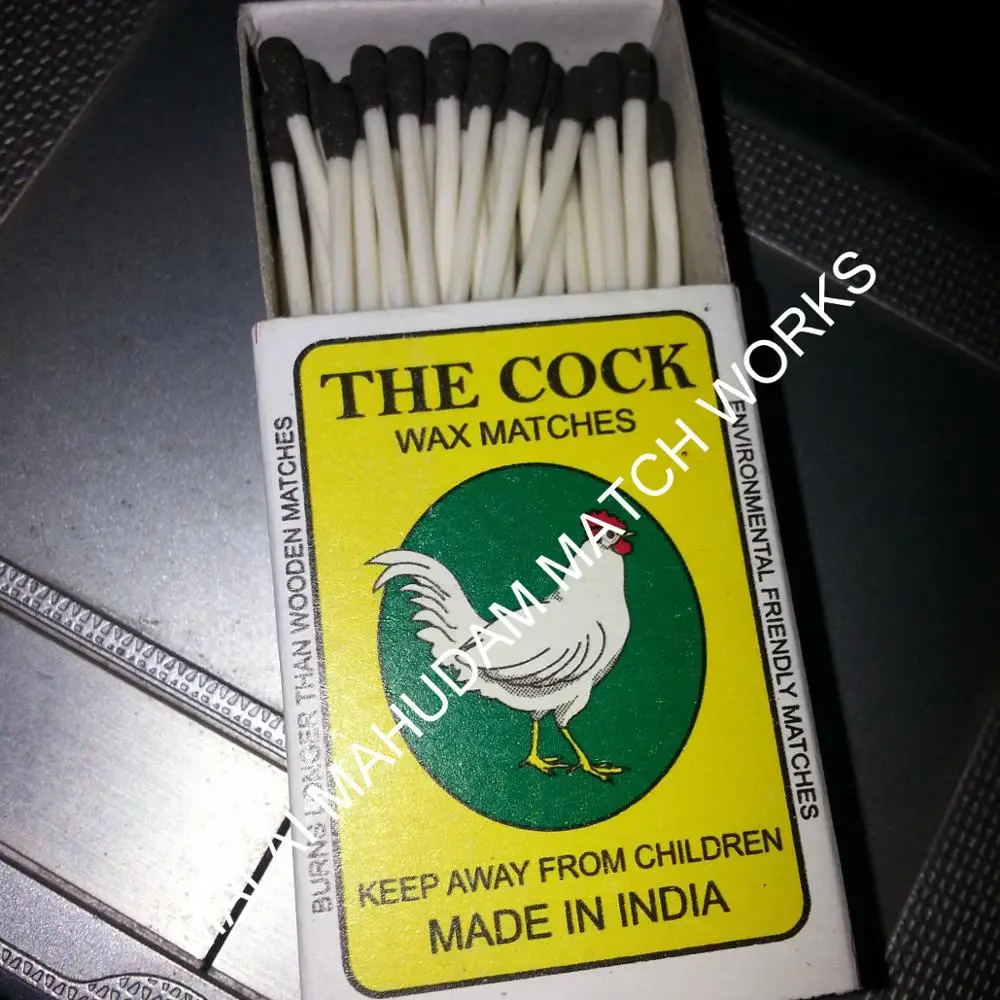 THE COCK
WAX MATCHES
BURNS LONGER THAN WOODEN MATCHES
ENVIRONMENTAL FRIENDLY MATCHES
KEEP AWAY FROM CHILDREN
MADE IN INDIA
ALMAHUDAM MATCH WORKS